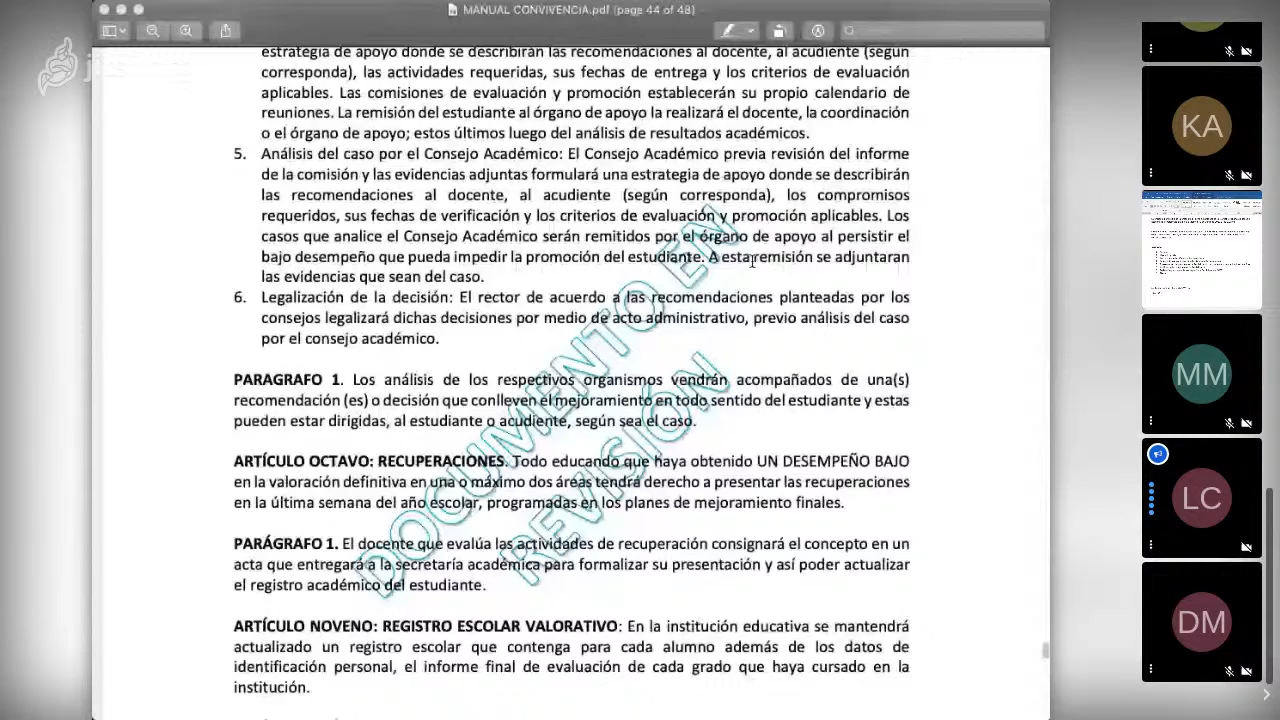 MANUAL CONVIVENCIA.pdf (page 44 of 48)
estrategia de apoyo donde se describirán las recomendaciones al docente, al acudiente (según
corresponda), las actividades requeridas, sus fechas de entrega y los criterios de evaluación
aplicables. Las comisiones de evaluación y promoción establecerán su propio calendario de
reuniones. La remisión del estudiante al órgano de apoyo la realizará el docente, la coordinación
o el órgano de apoyo; estos últimos luego del análisis de resultados académicos.
5. Análisis del caso por el Consejo Académico: El Consejo Académico previa revisión del informe
de la comisión y las evidencias adjuntas formulará una estrategia de apoyo donde se describirán
las recomendaciones al docente, al acudiente (según corresponda), los compromisos
requeridos, sus fechas de verificación y los criterios de evaluación y promoción aplicables. Los
casos que analice el Consejo Académico serán remitidos por el órgano de apoyo al persistir el
bajo desempeño que pueda impedir la promoción del estudiante. A esta remisión se adjuntaran
las evidencias que sean del caso.
6. Legalización de la decisión: El rector de acuerdo a las recomendaciones planteadas por los
consejos legalizará dichas decisiones por medio de acto administrativo, previo análisis del caso
por el consejo académico.
PARAGRAFO 1. Los análisis de los respectivos organismos vendrán acompañados de una(s)
recomendación (es) o decisión que conlleven el mejoramiento en todo sentido del estudiante y estas
pueden estar dirigidas, al estudiante o acudiente, según sea el caso.
ARTÍCULO OCTAVO: RECUPERACIONES. Todo educando que haya obtenido UN DESEMPEÑO BAJO
en la valoración definitiva en una o máximo dos áreas tendrá derecho a presentar las recuperaciones
en la última semana del año escolar, programadas en los planes de mejoramiento finales.
PARÁGRAFO 1. El docente que evalúa las actividades de recuperación consignará el concepto en un
acta que entregará a la secretaría académica para formalizar su presentación y así poder actualizar
el registro académico del estudiante.
ARTÍCULO NOVENO: REGISTRO ESCOLAR VALORATIVO: En la institución educativa se mantendrá
actualizado un registro escolar que contenga para cada alumno además de los datos de
identificación personal, el informe final de evaluación de cada grado que haya cursado en la
institución.
DOCUMENTO EN
REVISIÓN
KA
MM
LC
DM